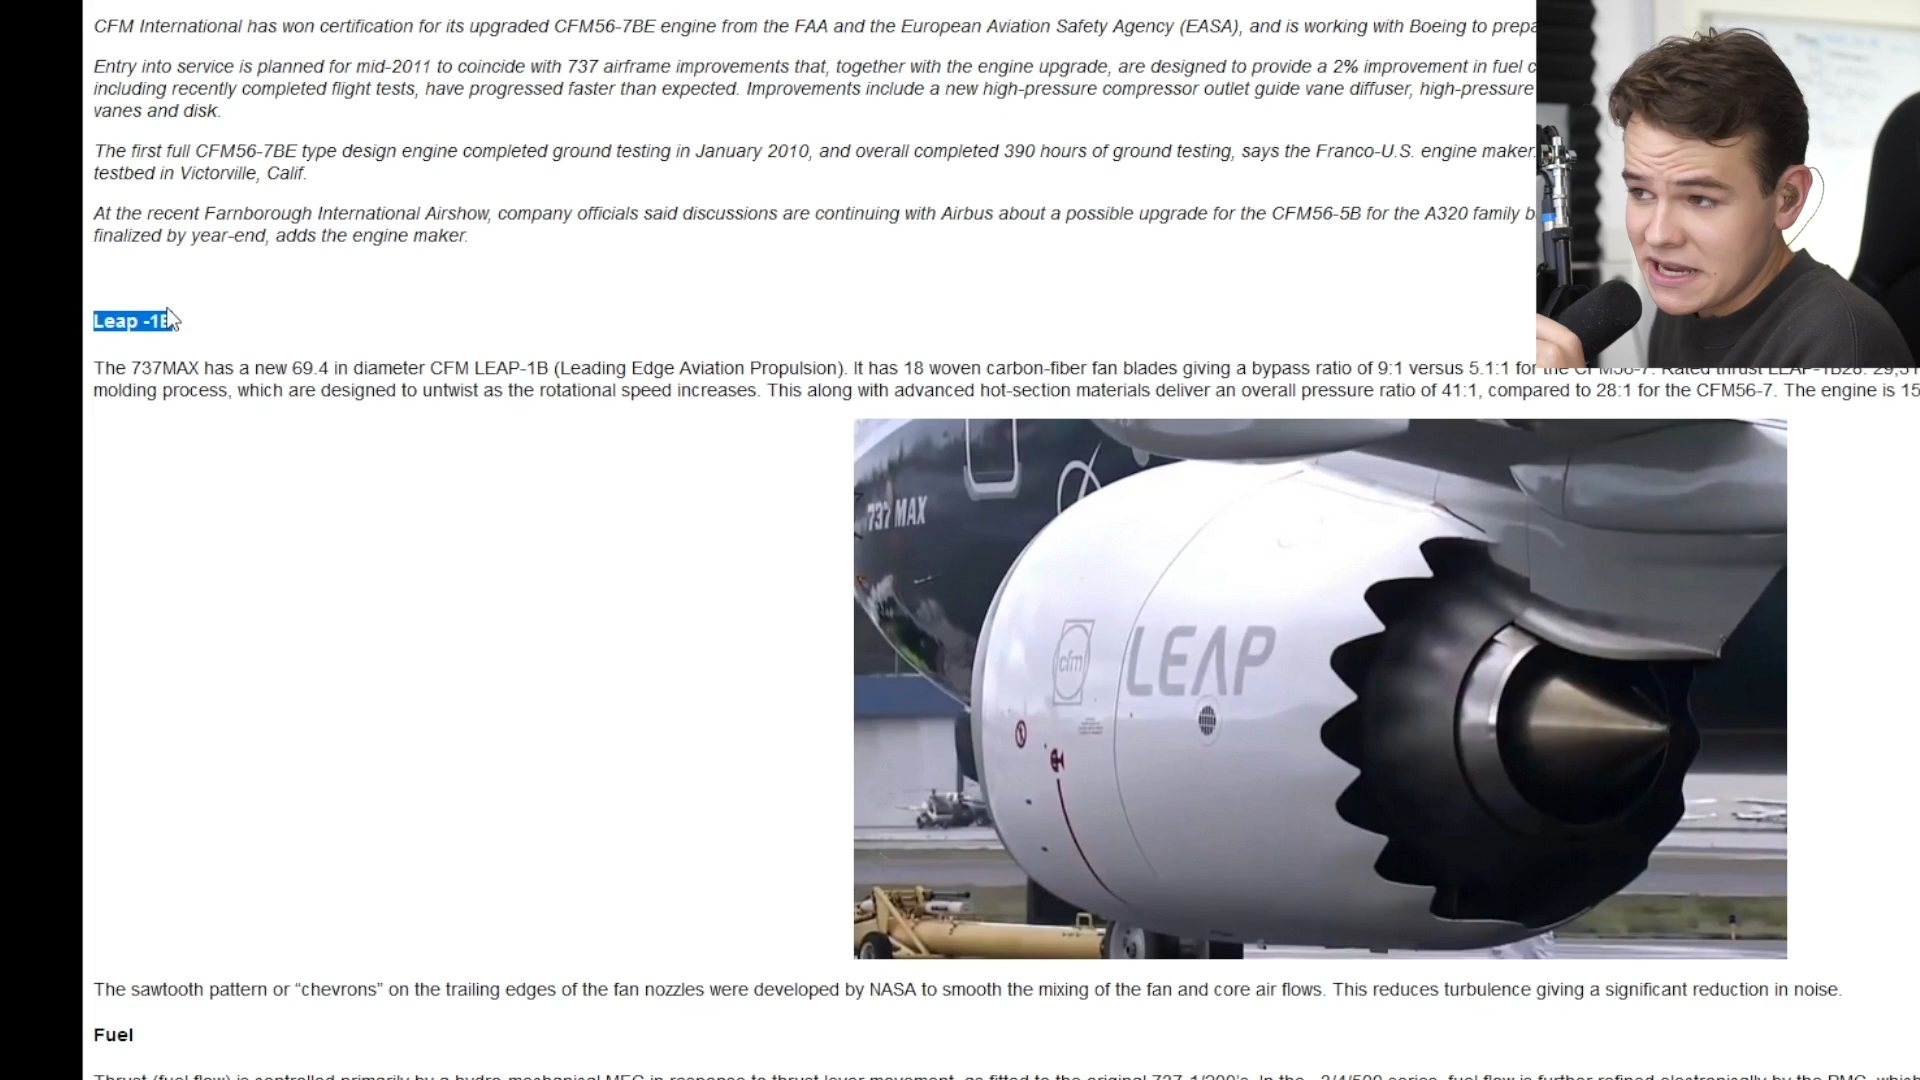 CFM International has won certification for its upgraded CFM56-7BE engine from the FAA and the European Aviation Safety Agency (EASA), and is working with Boeing to
Entry into service is planned for mid-2011 to coincide with 737 airframe improvements that, together with the engine upgrade, are designed to provide a 2% improvement in fuel
including recently completed flight tests, have progressed faster than expected. Improvements include a new high-pressure compressor outlet guide vane diffuser, high-pressure
vanes and disk.
The first full CFM56-7BE type design engine completed ground testing in January 2010, and overall completed 390 hours of ground testing, says the Franco-U.S. engine maker.
testbed in Victorville, Calif.
At the recent Farnborough International Airshow, company officials said discussions are continuing with Airbus about a possible upgrade for the CFM56-5B for the A320 family
finalized by year-end, adds the engine maker.
Leap -1B
The 737MAX has a new 69.4 in diameter CFM LEAP-1B (Leading Edge Aviation Propulsion). It has 18 woven carbon-fiber fan blades giving a bypass ratio of 9:1 versus 5.1:1 for the CFM56-7. Rated thrust LEAP-1B28:
molding process, which are designed to untwist as the rotational speed increases. This along with advanced hot-section materials deliver an overall pressure ratio of 41:1, compared to 28:1 for the CFM56-7. The engine is 15
737 MAX
cfm LEAP
The sawtooth pattern or “chevrons” on the trailing edges of the fan nozzles were developed by NASA to smooth the mixing of the fan and core air flows. This reduces turbulence giving a significant reduction in noise.
Fuel